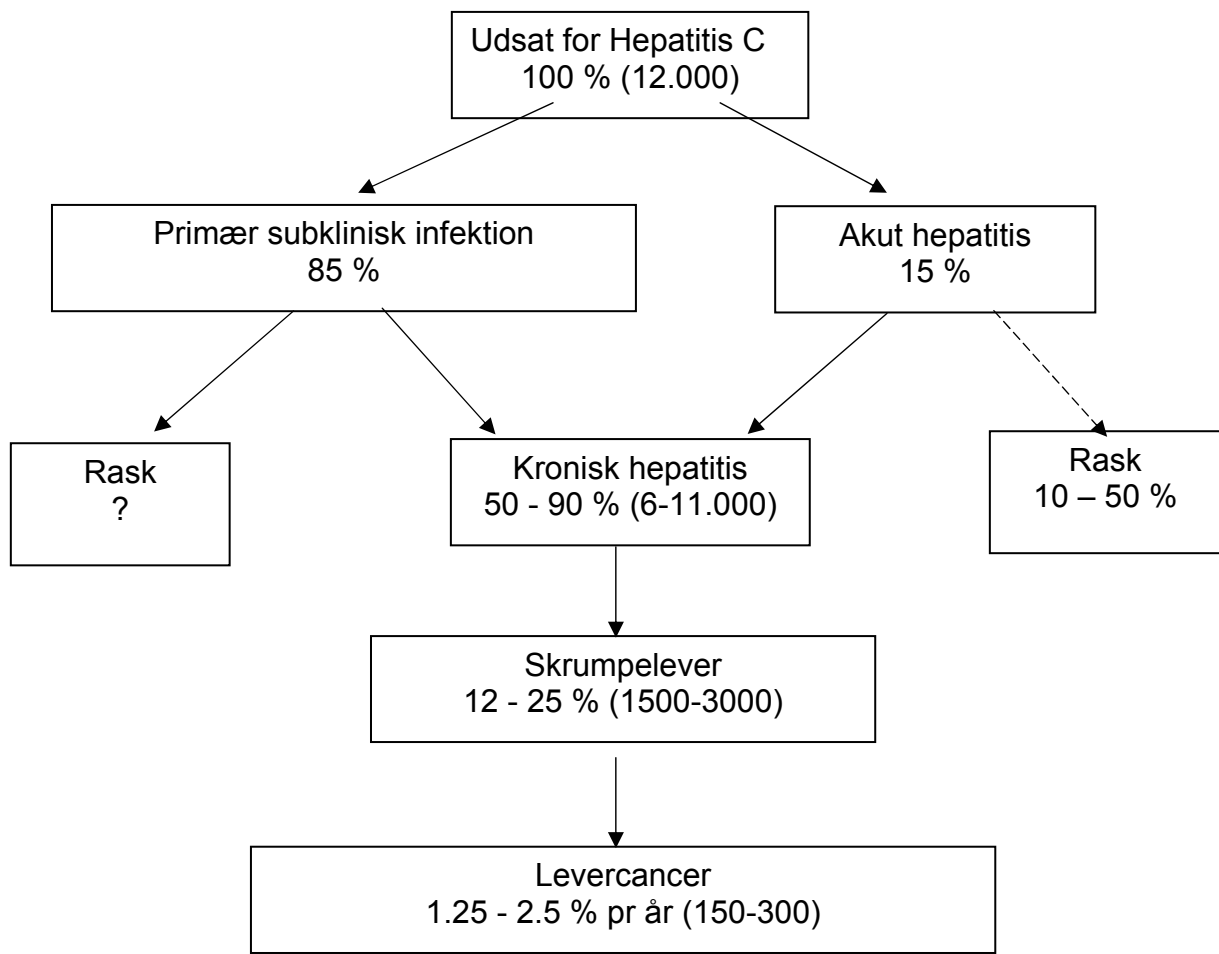 Udsat for Hepatitis C
100 % (12.000)
Primær subklinisk infektion
85 %
Akut hepatitis
15 %
Rask
?
Kronisk hepatitis
50 - 90 % (6-11.000)
Rask
10 – 50 %
Skrumpelever
12 - 25 % (1500-3000)
Levercancer
1.25 - 2.5 % pr år (150-300)